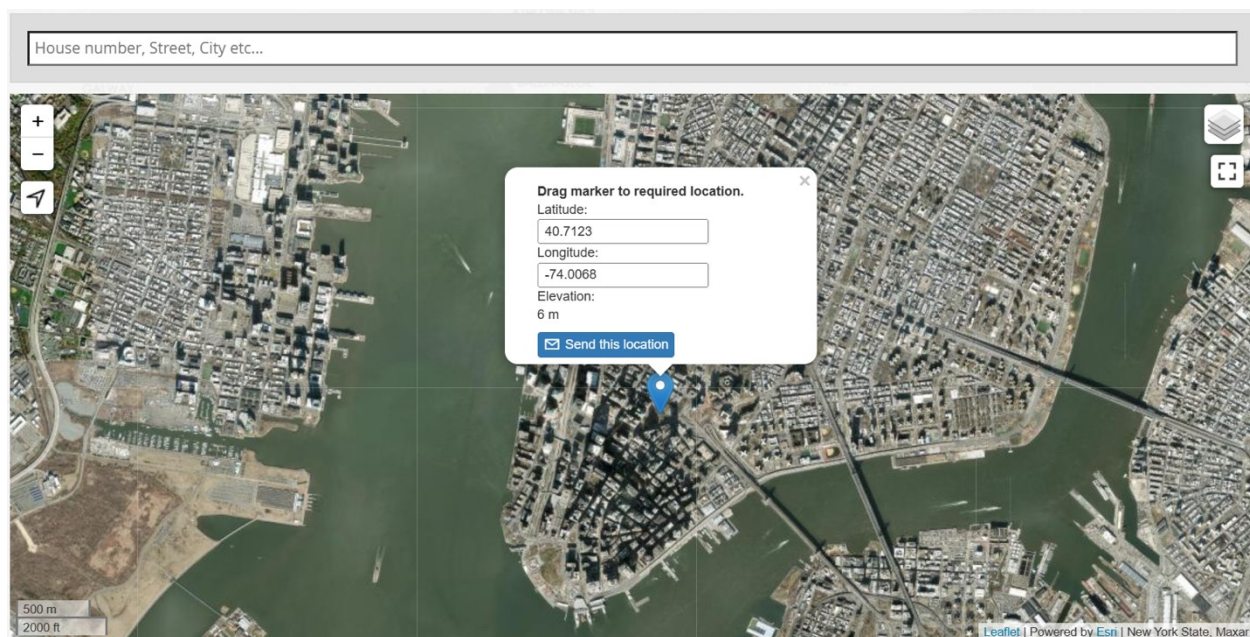 House number, Street, City etc...
+
−
Drag marker to required location.
×
Latitude:
40.7123
Longitude:
-74.0068
Elevation:
6 m
Send this location
500 m
2000 ft
Leaflet | Powered by Esri | New York State, Maxar